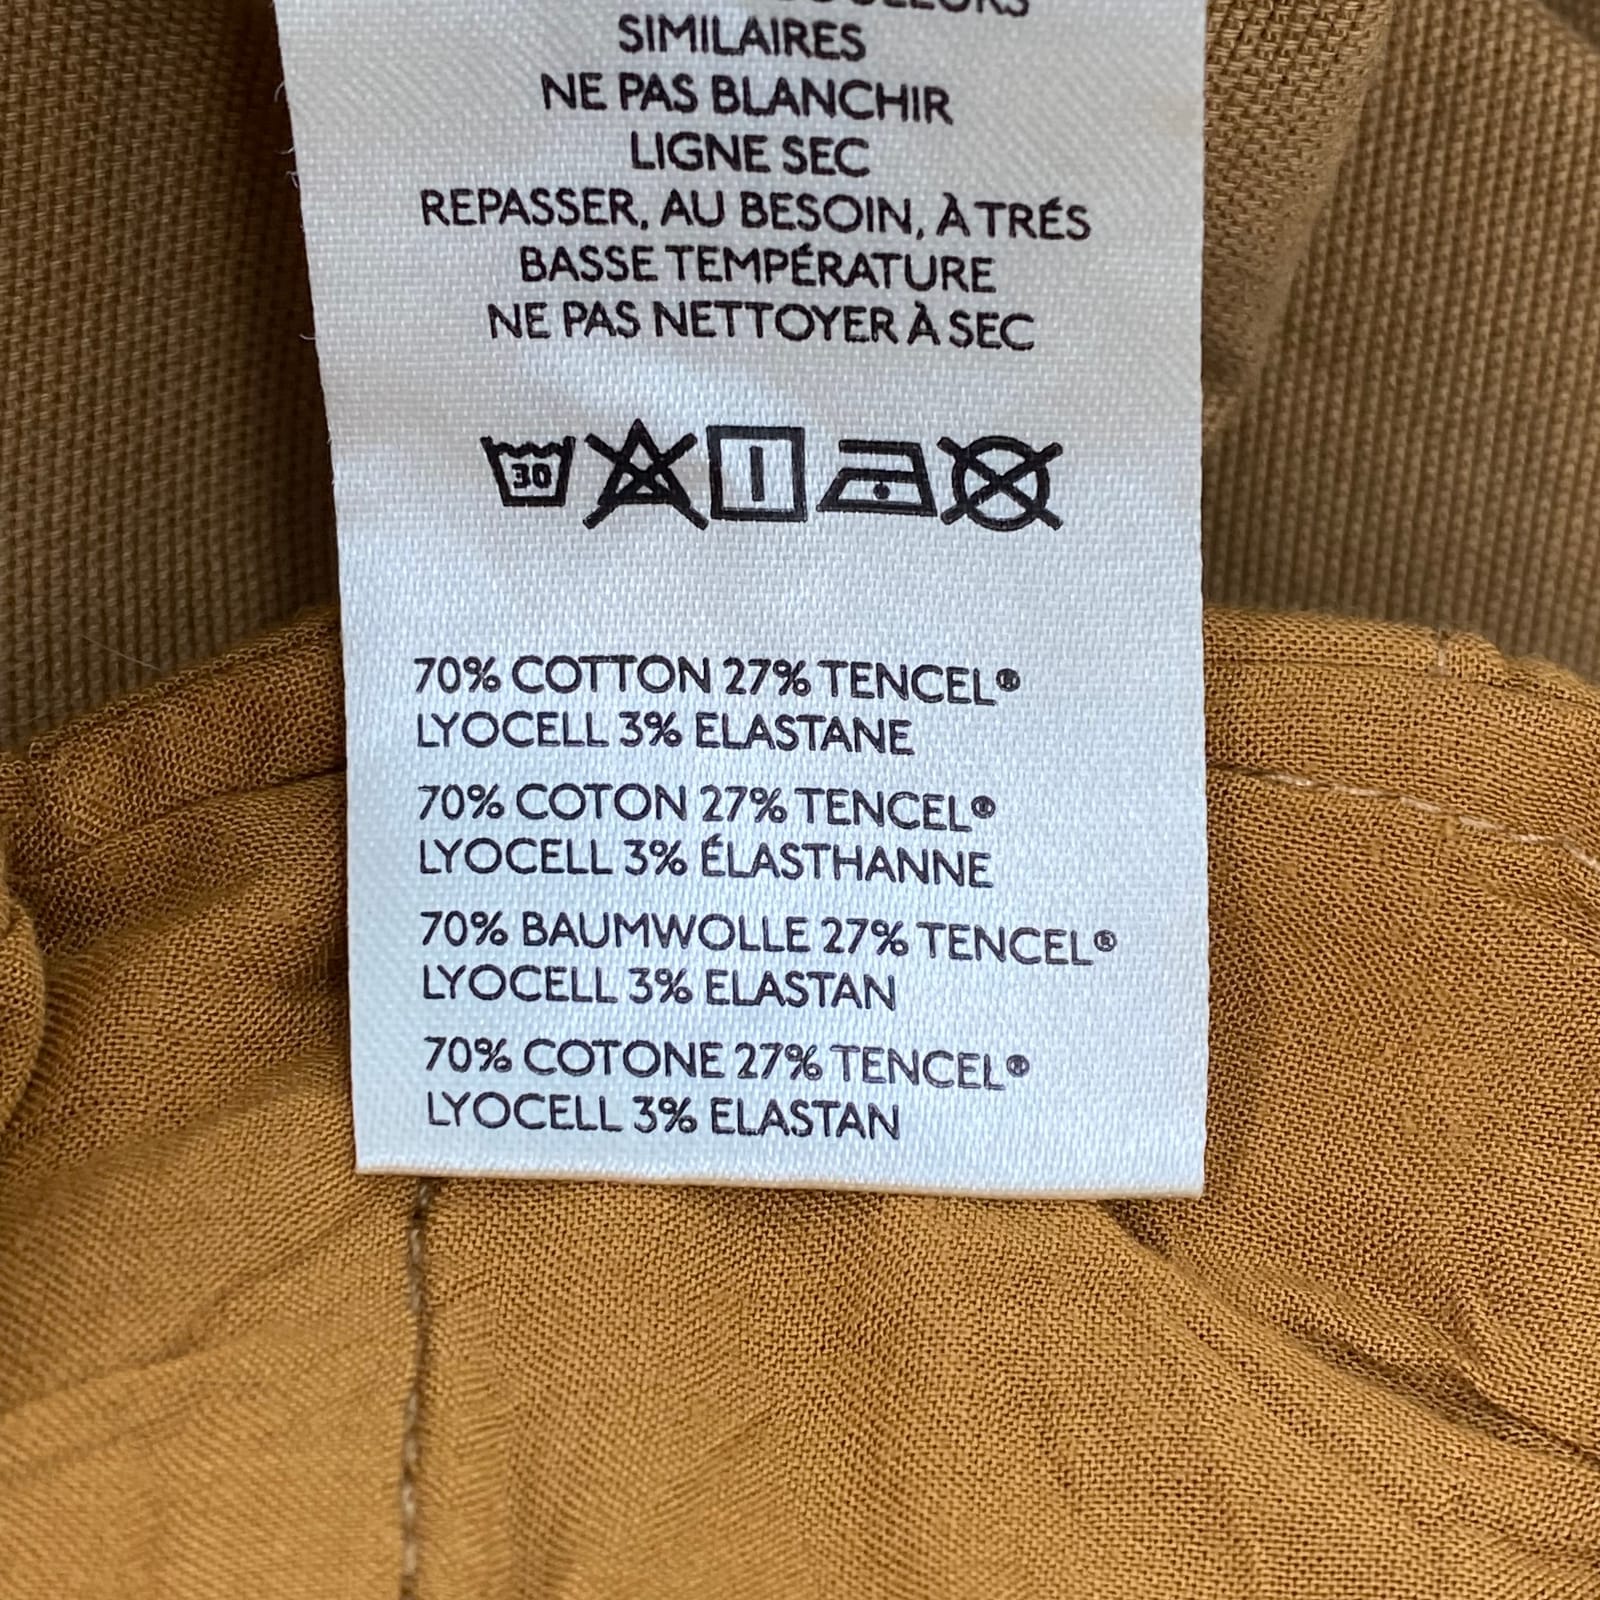 COULEURS
SIMILAIRES
NE PAS BLANCHIR
LIGNE SEC
REPASSER, AU BESOIN, À TRÉS
BASSE TEMPÉRATURE
NE PAS NETTOYER À SEC
30
70% COTTON 27% TENCEL®
LYOCELL 3% ELASTANE
70% COTON 27% TENCEL®
LYOCELL 3% ÉLASTHANNE
70% BAUMWOLLE 27% TENCEL®
LYOCELL 3% ELASTAN
70% COTONE 27% TENCEL®
LYOCELL 3% ELASTAN